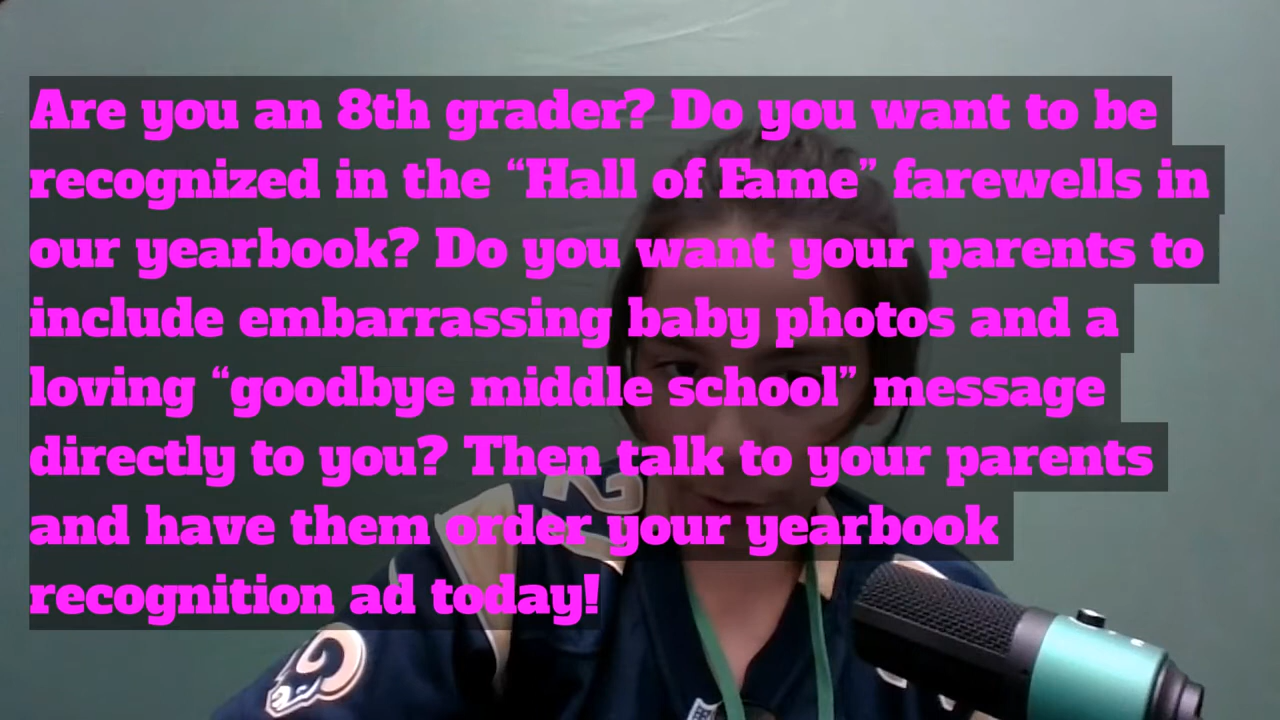 Are you an 8th grader? Do you want to be
recognized in the “Hall of Fame” farewells in
our yearbook? Do you want your parents to
include embarrassing baby photos and a
loving “goodbye middle school” message
directly to you? Then talk to your parents
and have them order your yearbook
recognition ad today!